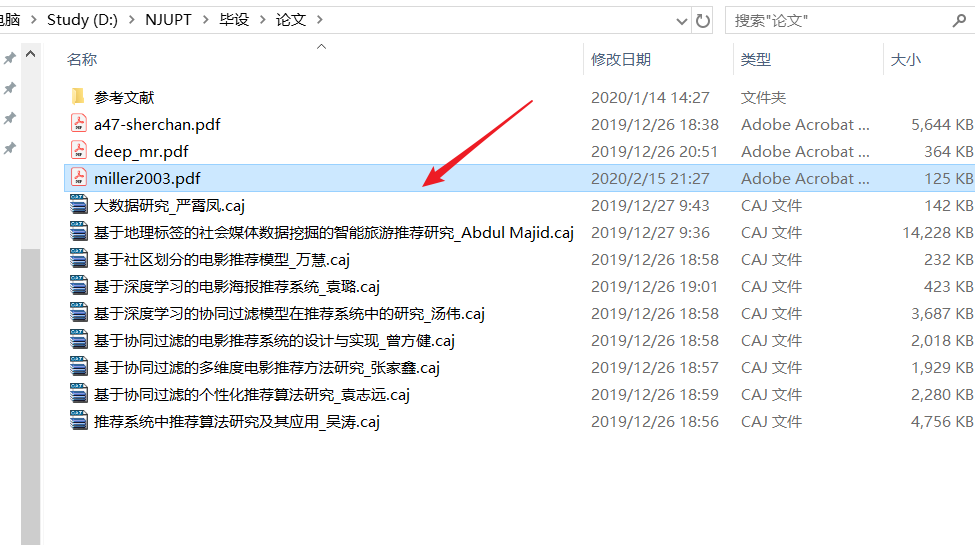 电脑 > Study (D:) > NJUPT > 毕设 > 论文 >
搜索"论文"
名称 修改日期 类型 大小
参考文献 2020/1/14 14:27 文件夹
a47-sherchan.pdf 2019/12/26 18:38 Adobe Acrobat ... 5,644 KB
deep_mr.pdf 2019/12/26 20:51 Adobe Acrobat ... 364 KB
miller2003.pdf 2020/2/15 21:27 Adobe Acrobat ... 125 KB
大数据研究_严霄凤.caj 2019/12/27 9:43 CAJ 文件 142 KB
基于地理标签的社会媒体数据挖掘的智能旅游推荐研究_Abdul Majid.caj 2019/12/27 9:36 CAJ 文件 14,228 KB
基于社区划分的电影推荐模型_万慧.caj 2019/12/26 18:58 CAJ 文件 232 KB
基于深度学习的电影海报推荐系统_袁璐.caj 2019/12/26 19:01 CAJ 文件 423 KB
基于深度学习的协同过滤模型在推荐系统中的研究_汤伟.caj 2019/12/26 18:58 CAJ 文件 3,687 KB
基于协同过滤的电影推荐系统的设计与实现_曾方健.caj 2019/12/26 18:58 CAJ 文件 2,018 KB
基于协同过滤的多维度电影推荐方法研究_张家鑫.caj 2019/12/26 18:57 CAJ 文件 1,929 KB
基于协同过滤的个性化推荐算法研究_袁志远.caj 2019/12/26 18:59 CAJ 文件 2,280 KB
推荐系统中推荐算法研究及其应用_吴涛.caj 2019/12/26 18:56 CAJ 文件 4,756 KB